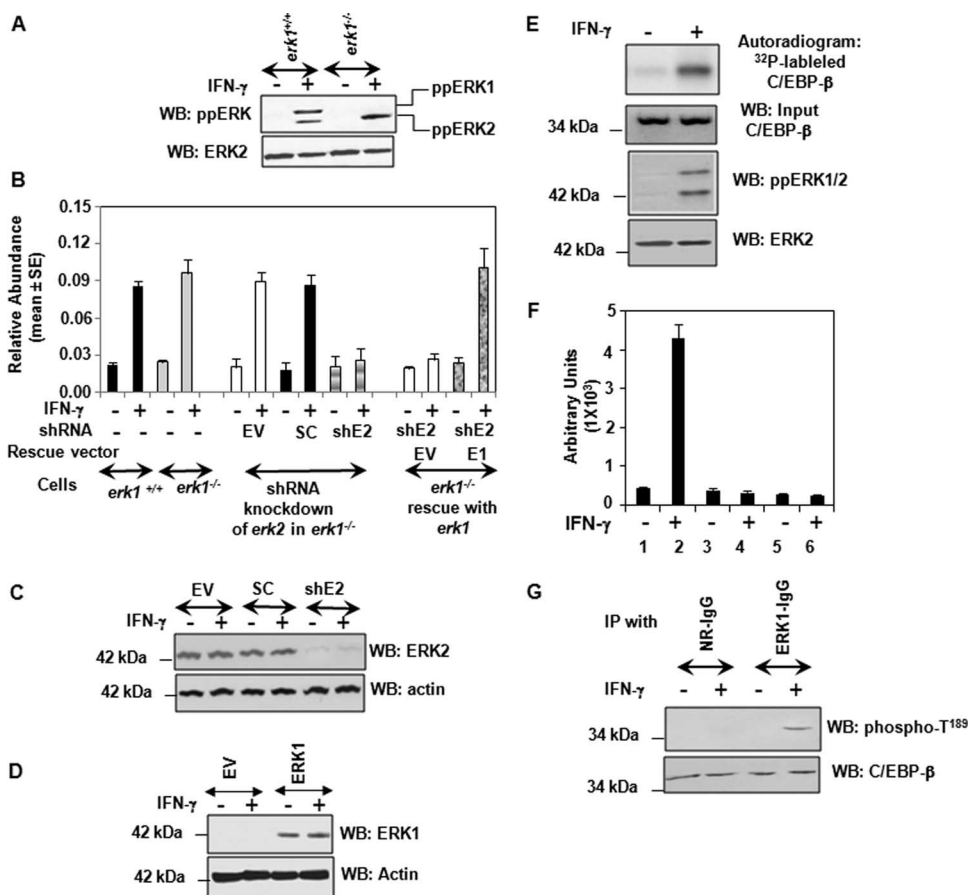 A
erk1+/+
erk1-/-
IFN-γ - + - +
WB: ppERK
ppERK1
ppERK2
WB: ERK2
B
Relative Abundance
(mean ± SE)
0.15
0.12
0.09
0.06
0.03
0.00
IFN-γ - + - + - + - + - + - + - +
shRNA - - - - EV SC shE2 shE2 shE2
Rescue vector EV E1
Cells
erk1 +/+
erk1-/-
shRNA
knockdown
of erk2 in erk1-/-
erk1-/-
rescue with
erk1
C
EV SC shE2
IFN-γ - + - + - +
42 kDa
WB: ERK2
42 kDa
WB: actin
D
EV
ERK1
IFN-γ - + - +
42 kDa
WB: ERK1
42 kDa
WB: Actin
E
IFN-γ - +
Autoradiogram:
32P-lableled
C/EBP-β
34 kDa
WB: Input
C/EBP-β
42 kDa
WB: ppERK1/2
42 kDa
WB: ERK2
F
Arbitrary Units
(1X10³)
5
4
3
2
1
0
IFN-γ - + - + - +
1 2 3 4 5 6
G
IP with
NR-IgG
ERK1-IgG
IFN-γ - + - +
34 kDa
WB: phospho-T189
34 kDa
WB: C/EBP-β